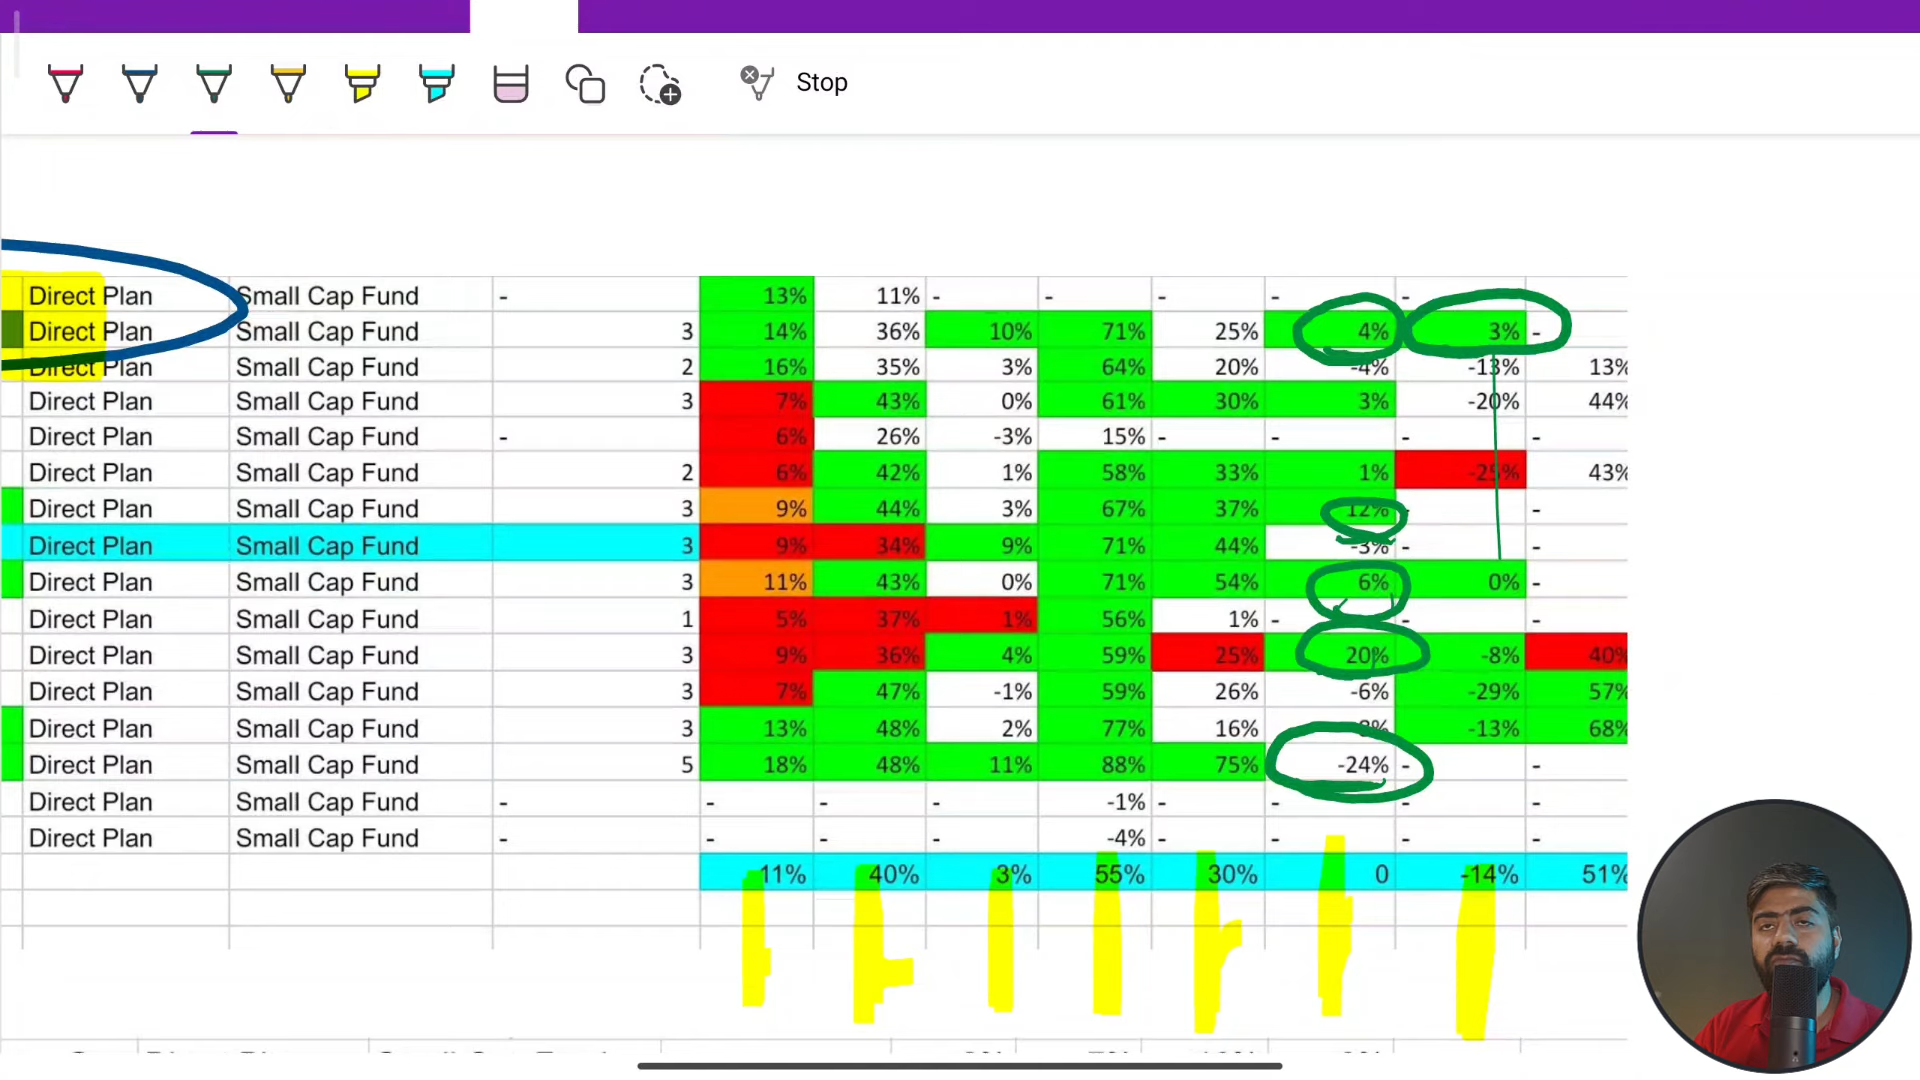 Stop
Direct Plan Small Cap Fund - 13% 11% - - - - -
Direct Plan Small Cap Fund 3 14% 36% 10% 71% 25% 4% 3% -
Direct Plan Small Cap Fund 2 16% 35% 3% 64% 20% -4% -13% 13%
Direct Plan Small Cap Fund 3 7% 43% 0% 61% 30% 3% -20% 44%
Direct Plan Small Cap Fund - 6% 26% -3% 15% - - - -
Direct Plan Small Cap Fund 2 6% 42% 1% 58% 33% 1% -25% 43%
Direct Plan Small Cap Fund 3 9% 44% 3% 67% 37% 12% - -
Direct Plan Small Cap Fund 3 9% 34% 9% 71% 44% -3% - -
Direct Plan Small Cap Fund 3 11% 43% 0% 71% 54% 6% 0% -
Direct Plan Small Cap Fund 1 5% 37% 1% 56% 1% - - -
Direct Plan Small Cap Fund 3 9% 36% 4% 59% 25% 20% -8% 40%
Direct Plan Small Cap Fund 3 7% 47% -1% 59% 26% -6% -29% 57%
Direct Plan Small Cap Fund 3 13% 48% 2% 77% 16% -13% 68%
Direct Plan Small Cap Fund 5 18% 48% 11% 88% 75% -24% - -
Direct Plan Small Cap Fund - - - - -1% - - - -
Direct Plan Small Cap Fund - - - - -4% - - - -
11% 40% 3% 55% 30% 0 -14% 51%